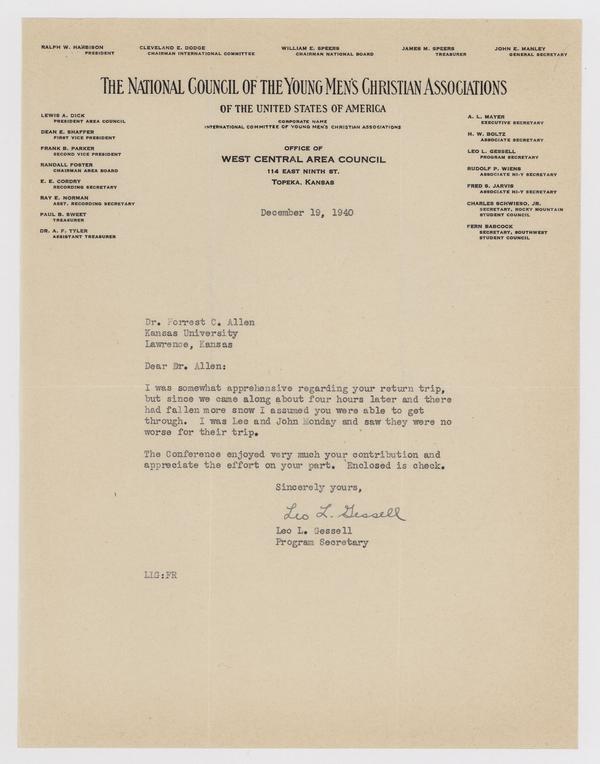 RALPH W. HARBISON
PRESIDENT
CLEVELAND E. DODGE
CHAIRMAN INTERNATIONAL COMMITTEE
WILLIAM E. SPEERS
CHAIRMAN NATIONAL BOARD
JAMES M. SPEERS
TREASURER
JOHN E. MANLEY
GENERAL SECRETARY
THE NATIONAL COUNCIL OF THE YOUNG MEN'S CHRISTIAN ASSOCIATIONS
OF THE UNITED STATES OF AMERICA
CORPORATE NAME
INTERNATIONAL COMMITTEE OF YOUNG MEN'S CHRISTIAN ASSOCIATIONS
LEWIS A. DICK
PRESIDENT AREA COUNCIL
DEAN E. SHAFFER
FIRST VICE PRESIDENT
FRANK B. PARKER
SECOND VICE PRESIDENT
RANDALL FOSTER
CHAIRMAN AREA BOARD
E. E. CORDRY
RECORDING SECRETARY
RAY E. NORMAN
ASST. RECORDING SECRETARY
PAUL B. SWEET
TREASURER
DR. A. F. TYLER
ASSISTANT TREASURER
OFFICE OF
WEST CENTRAL AREA COUNCIL
114 EAST NINTH ST.
TOPEKA, KANSAS
A. L. MAYER
EXECUTIVE SECRETARY
H. W. BOLTZ
ASSOCIATE SECRETARY
LEO L. GESSELL
PROGRAM SECRETARY
RUDOLF P. WIENS
ASSOCIATE HI-Y SECRETARY
FRED S. JARVIS
ASSOCIATE HI-Y SECRETARY
CHARLES SCHWIESO, JR.
SECRETARY, ROCKY MOUNTAIN
STUDENT COUNCIL
FERN BABCOCK
SECRETARY, SOUTHWEST
STUDENT COUNCIL
December 19, 1940
Dr. Forrest C. Allen
Kansas University
Lawrence, Kansas
Dear Dr. Allen:
I was somewhat apprehensive regarding your return trip,
but since we came along about four hours later and there
had fallen more snow I assumed you were able to get
through. I was Lee and John Monday and saw they were no
worse for their trip.
The Conference enjoyed very much your contribution and
appreciate the effort on your part. Enclosed is check.
Sincerely yours,
Leo L. Gessell
Leo L. Gessell
Program Secretary
LLG:FR